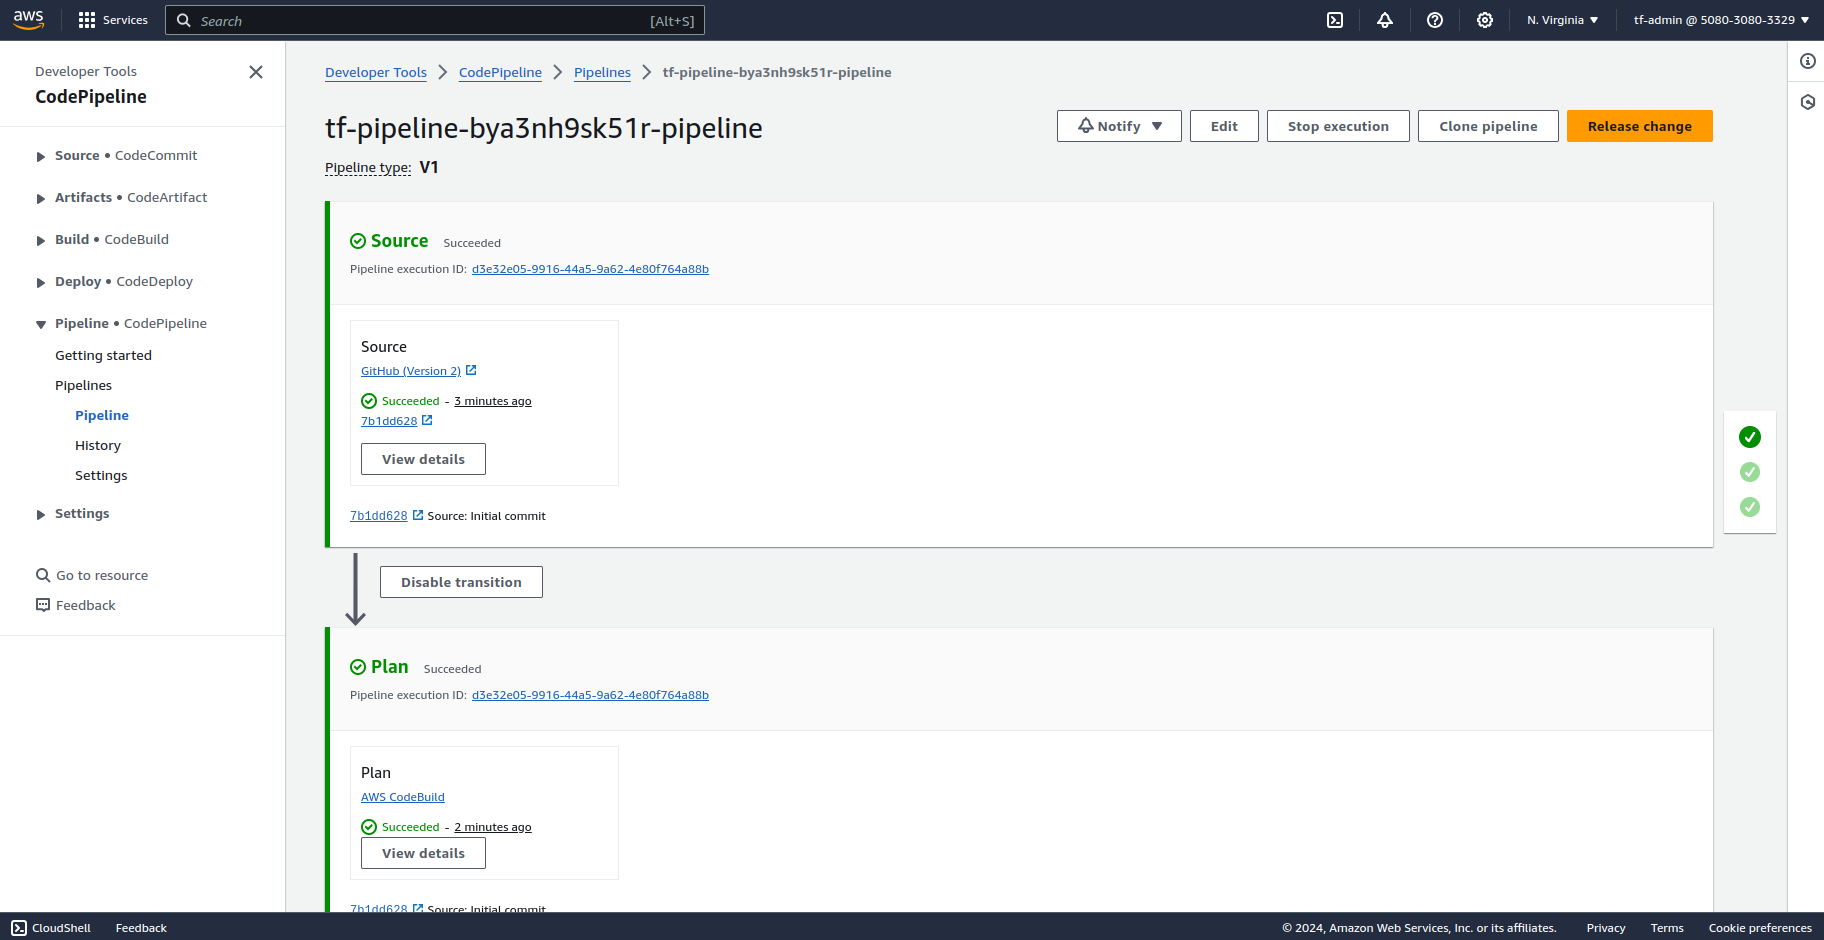 aws
Services
Search
[Alt+S]
N. Virginia ▼
tf-admin @ 5080-3080-3329 ▼
Developer Tools
CodePipeline
Source • CodeCommit
Artifacts • CodeArtifact
Build • CodeBuild
Deploy • CodeDeploy
Pipeline • CodePipeline
Getting started
Pipelines
Pipeline
History
Settings
Settings
Go to resource
Feedback
Developer Tools > CodePipeline > Pipelines > tf-pipeline-bya3nh9sk51r-pipeline
tf-pipeline-bya3nh9sk51r-pipeline
Notify ▼
Edit
Stop execution
Clone pipeline
Release change
Pipeline type: V1
Source Succeeded
Pipeline execution ID: d3e32e05-9916-44a5-9a62-4e80f764a88b
Source
GitHub (Version 2)
Succeeded - 3 minutes ago
7b1dd628
View details
7b1dd628 Source: Initial commit
Disable transition
Plan Succeeded
Pipeline execution ID: d3e32e05-9916-44a5-9a62-4e80f764a88b
Plan
AWS CodeBuild
Succeeded - 2 minutes ago
View details
7b1dd628 Source: Initial commit
CloudShell
Feedback
© 2024, Amazon Web Services, Inc. or its affiliates.
Privacy
Terms
Cookie preferences